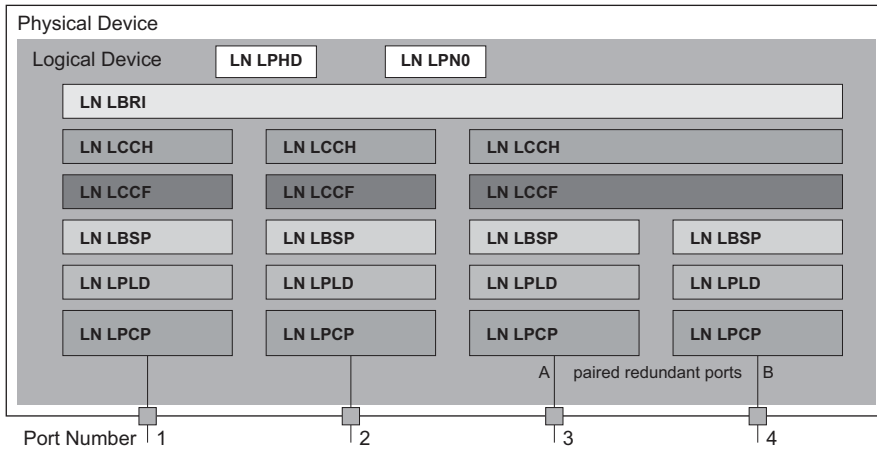 Physical Device
Logical Device LN LPHD LN LPN0
LN LBRI
LN LCCH LN LCCH LN LCCH
LN LCCF LN LCCF LN LCCF
LN LBSP LN LBSP LN LBSP LN LBSP
LN LPLD LN LPLD LN LPLD LN LPLD
LN LPCP LN LPCP LN LPCP LN LPCP
A paired redundant ports B
Port Number 1 2 3 4